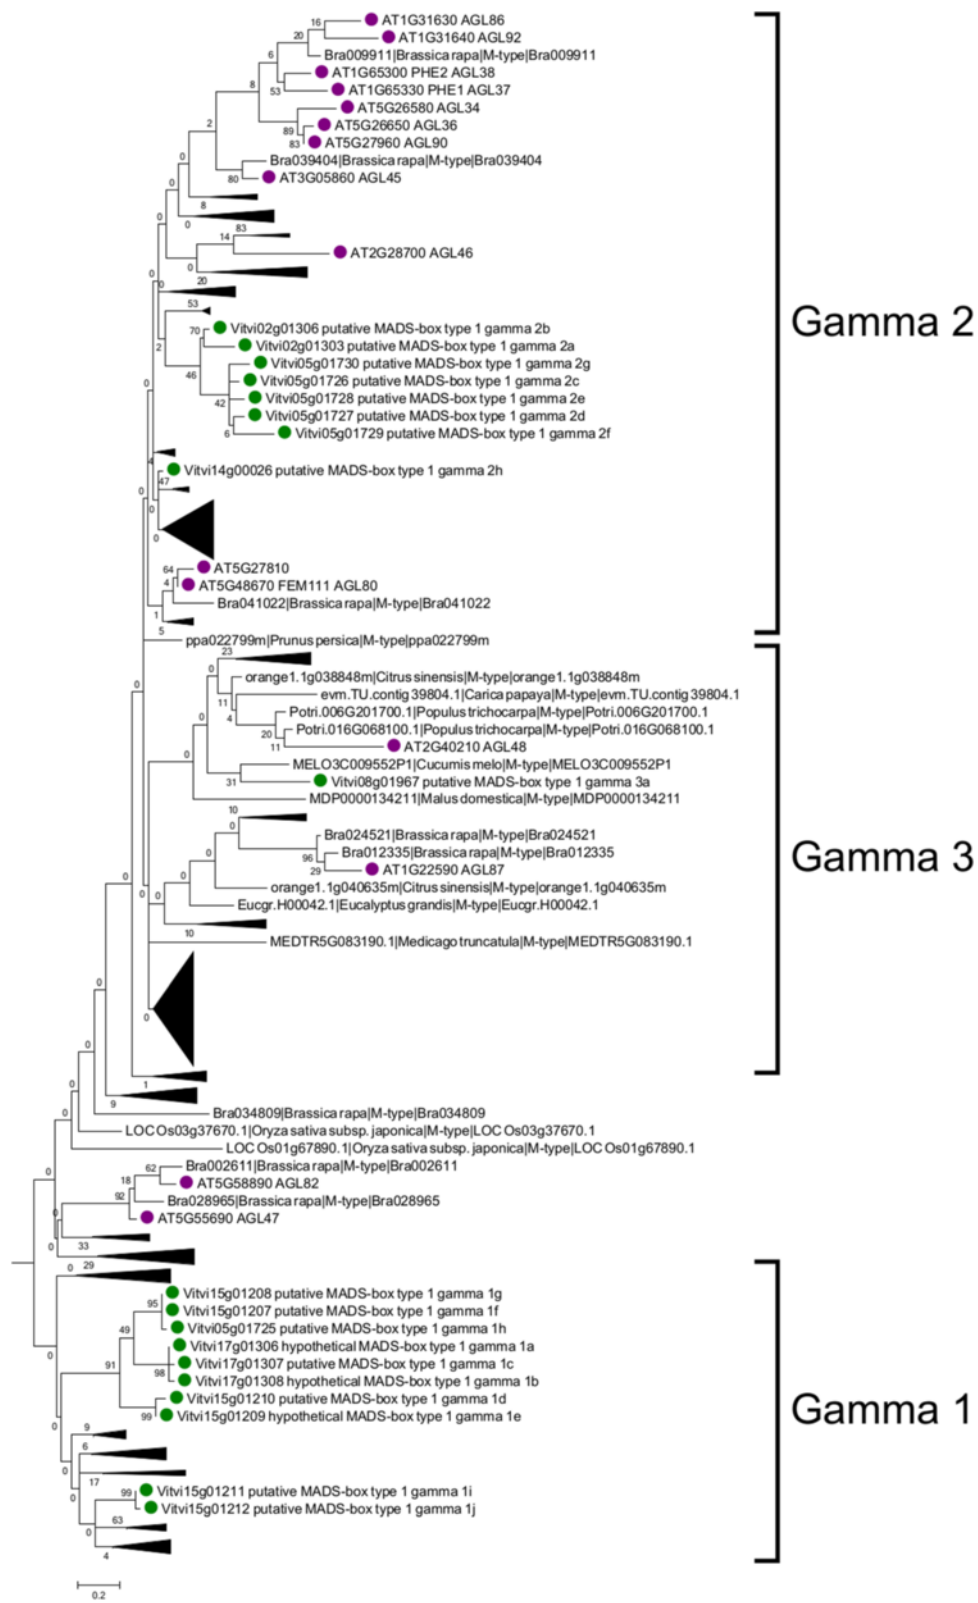 16
AT1G31630 AGL86
20
AT1G31640 AGL92
6
Bra009911|Brassica rapa|M-type|Bra009911
AT1G65300 PHE2 AGL38
8
53
AT1G65330 PHE1 AGL37
AT5G26580 AGL34
2
89
AT5G26650 AGL36
83
AT5G27960 AGL90
0
Bra039404|Brassica rapa|M-type|Bra039404
80
AT3G05860 AGL45
0
8
0
0
83
14
AT2G28700 AGL46
0
20
0
0
53
Gamma 2
70
Vitvi02g01306 putative MADS-box type 1 gamma 2b
2
Vitvi02g01303 putative MADS-box type 1 gamma 2a
46
Vitvi05g01730 putative MADS-box type 1 gamma 2g
0
Vitvi05g01726 putative MADS-box type 1 gamma 2c
42
Vitvi05g01728 putative MADS-box type 1 gamma 2e
Vitvi05g01727 putative MADS-box type 1 gamma 2d
6
Vitvi05g01729 putative MADS-box type 1 gamma 2f
4
Vitvi14g00026 putative MADS-box type 1 gamma 2h
47
0
0
0
64
AT5G27810
4
AT5G48670 FEM111 AGL80
Bra041022|Brassica rapa|M-type|Bra041022
1
5
ppa022799m|Prunus persica|M-type|ppa022799m
23
0
orange1.1g038848m|Citrus sinensis|M-type|orange1.1g038848m
0
evm.TU.contig 39804.1|Carica papaya|M-type|evm.TU.contig 39804.1
11
4
Potri.006G201700.1|Populus trichocarpa|M-type|Potri.006G201700.1
0
Potri.016G068100.1|Populus trichocarpa|M-type|Potri.016G068100.1
20
11
AT2G40210 AGL48
0
MELO3C009552P1|Cucumis melo|M-type|MELO3C009552P1
31
Vitvi08g01967 putative MADS-box type 1 gamma 3a
MDP0000134211|Malus domestica|M-type|MDP0000134211
10
0
Bra024521|Brassica rapa|M-type|Bra024521
0
96
Bra012335|Brassica rapa|M-type|Bra012335
Gamma 3
29
AT1G22590 AGL87
0
orange1.1g040635m|Citrus sinensis|M-type|orange1.1g040635m
0
0
Eucgr.H00042.1|Eucalyptus grandis|M-type|Eucgr.H00042.1
10
MEDTR5G083190.1|Medicago truncatula|M-type|MEDTR5G083190.1
0
0
0
1
0
9
Bra034809|Brassica rapa|M-type|Bra034809
0
LOC Os03g37670.1|Oryza sativa subsp. japonica|M-type|LOC Os03g37670.1
LOC Os01g67890.1|Oryza sativa subsp. japonica|M-type|LOC Os01g67890.1
0
62
Bra002611|Brassica rapa|M-type|Bra002611
18
AT5G58890 AGL82
92
Bra028965|Brassica rapa|M-type|Bra028965
0
AT5G55690 AGL47
0
33
29
0
Vitvi15g01208 putative MADS-box type 1 gamma 1g
95
Vitvi15g01207 putative MADS-box type 1 gamma 1f
49
Vitvi05g01725 putative MADS-box type 1 gamma 1h
0
Vitvi17g01306 hypothetical MADS-box type 1 gamma 1a
91
Vitvi17g01307 putative MADS-box type 1 gamma 1c
98
Vitvi17g01308 hypothetical MADS-box type 1 gamma 1b
Vitvi15g01210 putative MADS-box type 1 gamma 1d
Gamma 1
99
Vitvi15g01209 hypothetical MADS-box type 1 gamma 1e
0
9
6
0
17
0
99
Vitvi15g01211 putative MADS-box type 1 gamma 1i
Vitvi15g01212 putative MADS-box type 1 gamma 1j
63
0
4
0.2